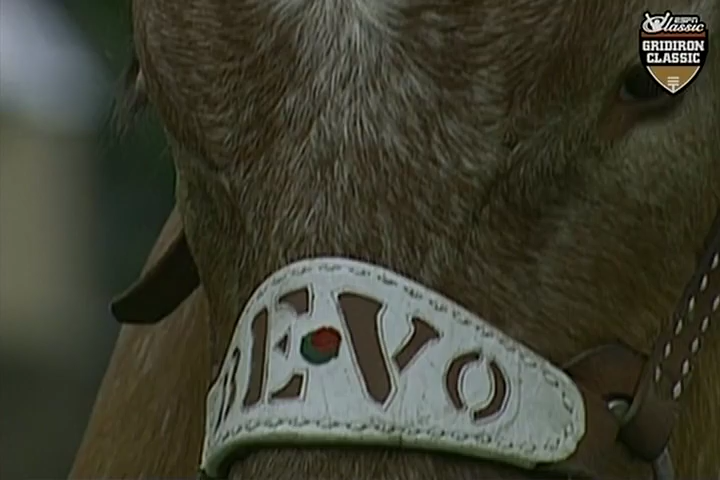 ESPN
Classic
GRIDIRON
CLASSIC
BEVO